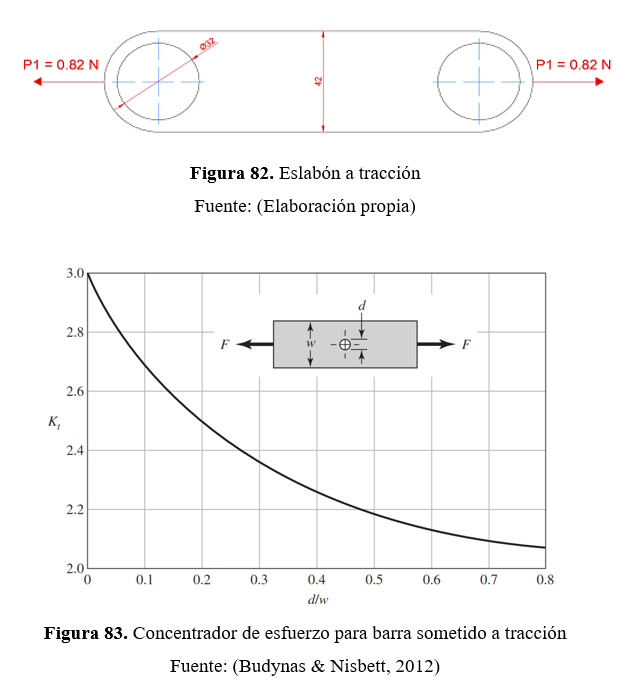 P1 = 0.82 N
Ø32
42
P1 = 0.82 N
Figura 82. Eslabón a tracción
Fuente: (Elaboración propia)
3.0
2.8
2.6
2.4
2.2
2.0
Kt
d
w
F
F
0
0.1
0.2
0.3
0.4
0.5
0.6
0.7
0.8
d/w
Figura 83. Concentrador de esfuerzo para barra sometido a tracción
Fuente: (Budynas & Nisbett, 2012)